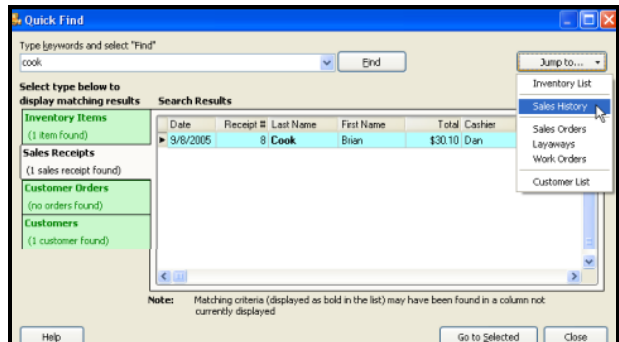 Quick Find
Type keywords and select "Find"
cook
Find
Jump to...
Inventory List
Sales History
Sales Orders
Layaways
Work Orders
Customer List
Select type below to
display matching results
Inventory Items
(1 item found)
Sales Receipts
(1 sales receipt found)
Customer Orders
(no orders found)
Customers
(1 customer found)
Search Results
Date Receipt # Last Name First Name Total Cashier
9/8/2005 8 Cook Brian $30.10 Dan
Note: Matching criteria (displayed as bold in the list) may have been found in a column not
currently displayed
Help
Go to Selected
Close